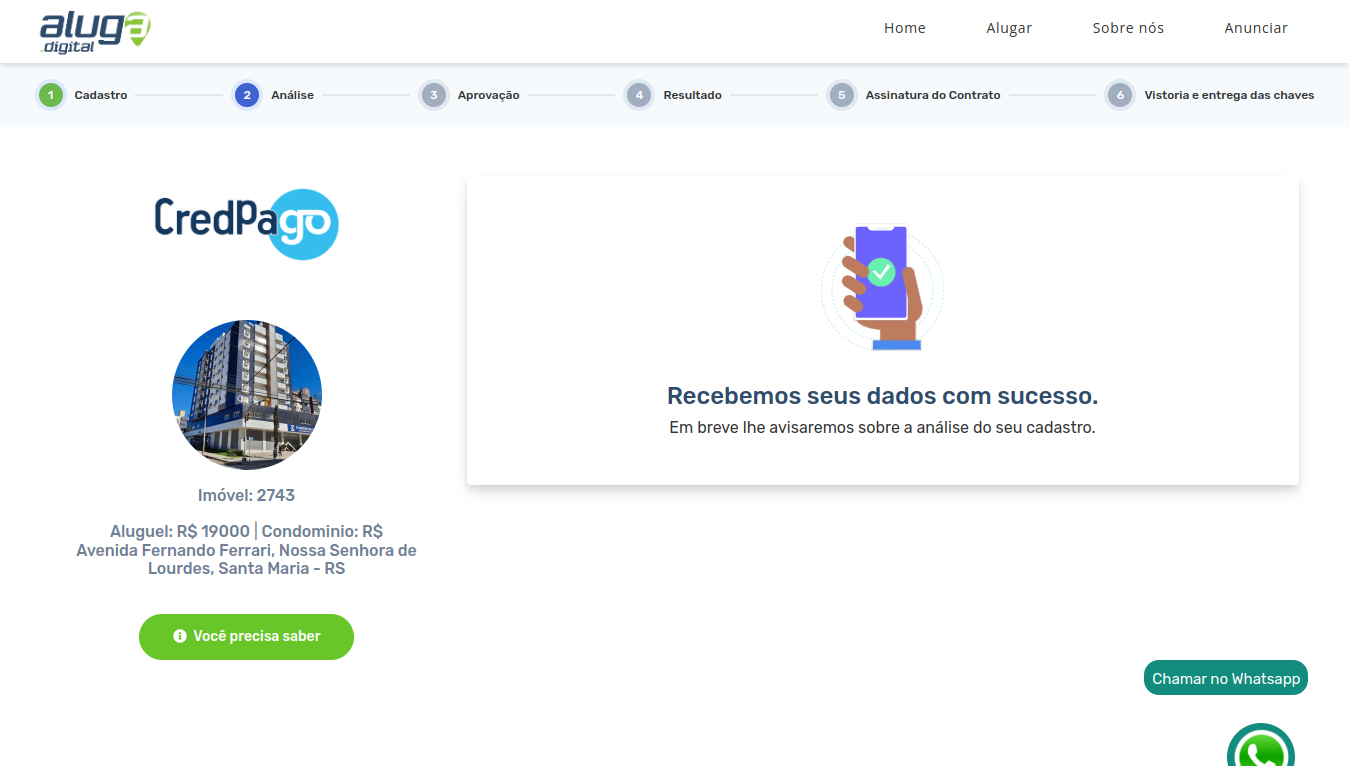 aluga
.digital
Home
Alugar
Sobre nós
Anunciar
1 Cadastro
2 Análise
3 Aprovação
4 Resultado
5 Assinatura do Contrato
6 Vistoria e entrega das chaves
CredPago
Recebemos seus dados com sucesso.
Em breve lhe avisaremos sobre a análise do seu cadastro.
Imóvel: 2743
Aluguel: R$ 19000 | Condominio: R$
Avenida Fernando Ferrari, Nossa Senhora de
Lourdes, Santa Maria - RS
Você precisa saber
Chamar no Whatsapp